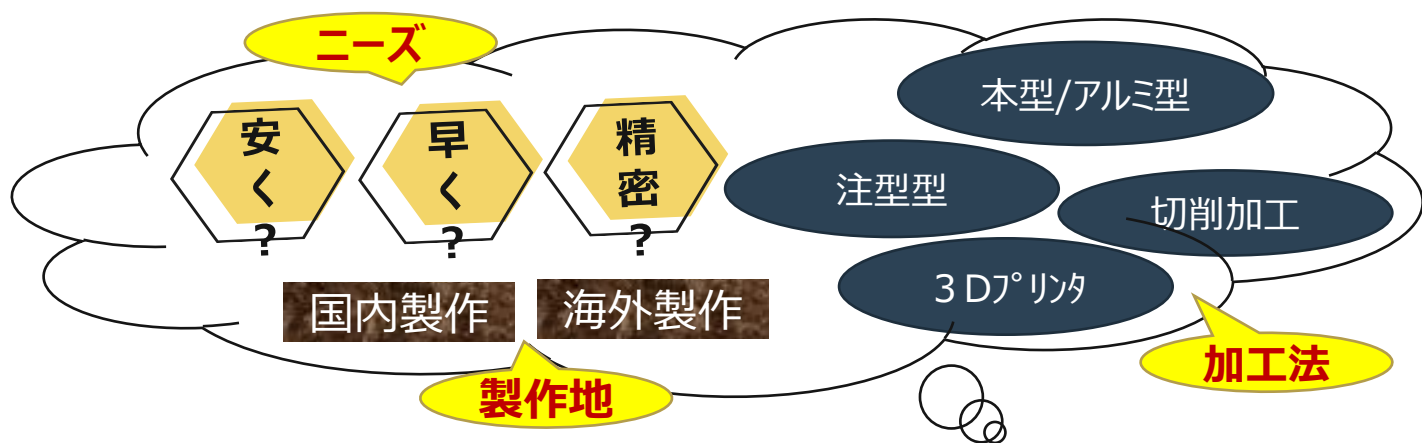 ニーズ
安く?
早く?
精密?
本型/アルミ型
注型型
切削加工
３Dﾌﾟﾘﾝﾀ
国内製作
海外製作
製作地
加工法